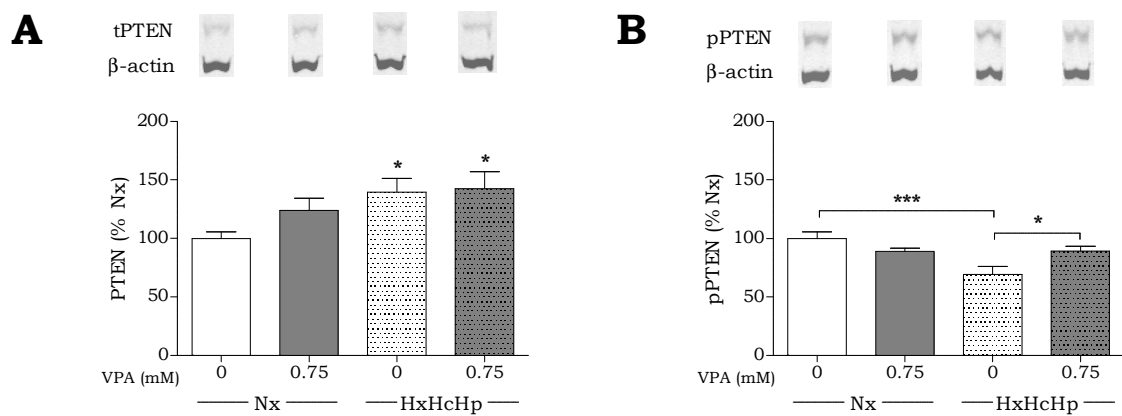 A
tPTEN
β-actin
PTEN (% Nx)
200
150
100
50
0
*
*
VPA (mM)
0
0.75
0
0.75
Nx
HxHcHp
B
pPTEN
β-actin
pPTEN (% Nx)
200
150
100
50
0
***
*
VPA (mM)
0
0.75
0
0.75
Nx
HxHcHp